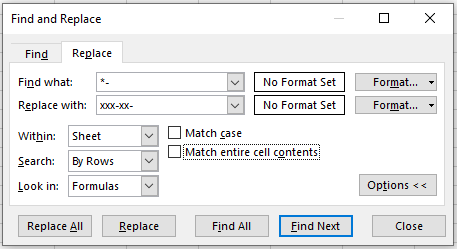 Find and Replace
Find Replace
Find what: *- No Format Set Format...
Replace with: xxx-xx- No Format Set Format...
Within: Sheet Match case
Match entire cell contents
Search: By Rows
Look in: Formulas Options <<
Replace All Replace Find All Find Next Close